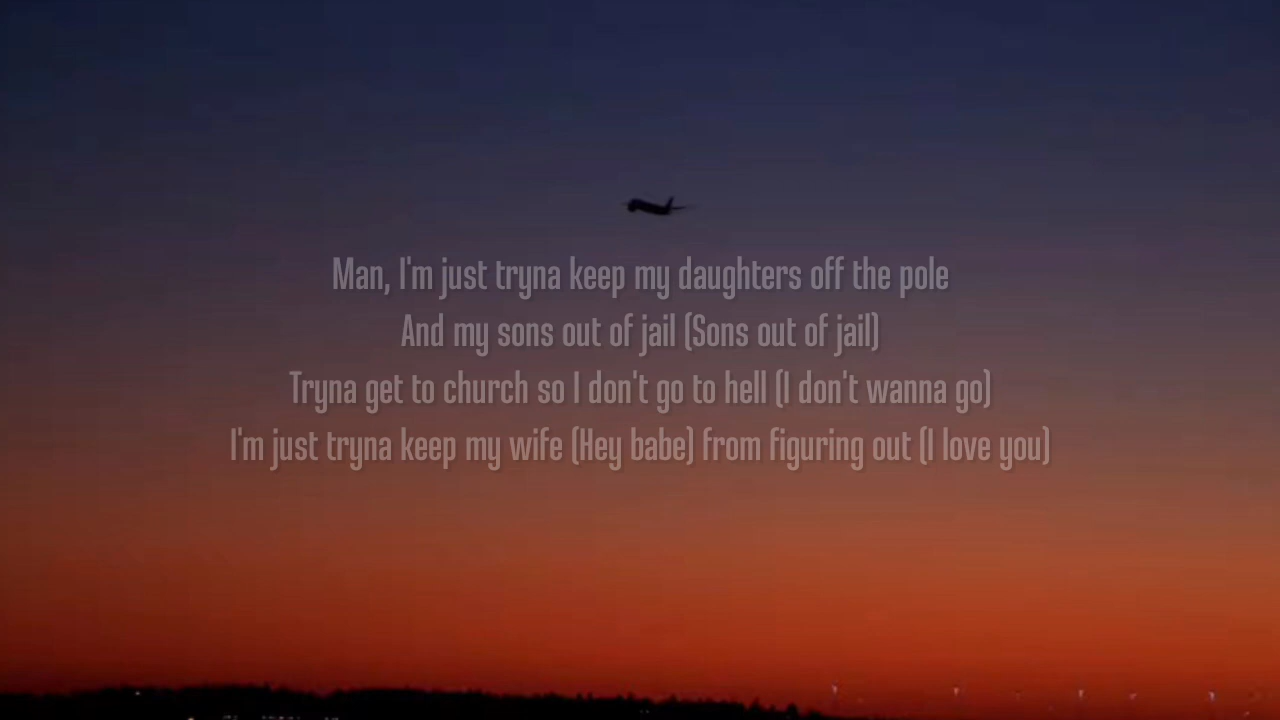 Man, I'm just tryna keep my daughters off the pole
And my sons out of jail (Sons out of jail)
Tryna get to church so I don't go to hell (I don't wanna go)
I'm just tryna keep my wife (Hey babe) from figuring out (I love you)